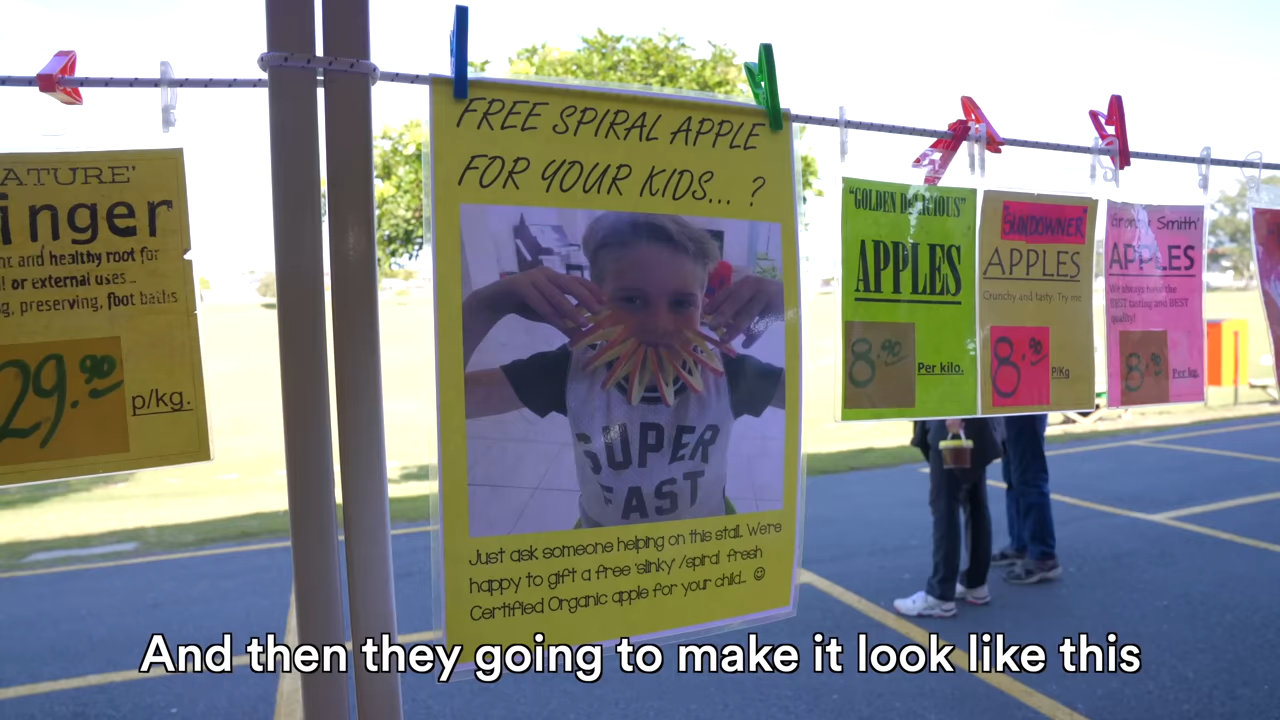 ATURE'
inger
nt and healthy root for
l or external uses...
g, preserving, foot baths
29.90
p/kg.
FREE SPIRAL APPLE
FOR YOUR KIDS... ?
SUPER
FAST
Just ask someone helping on this stall. We're
happy to gift a free 'slinky' /spiral fresh
Certified Organic apple for your child... ☺
"GOLDEN DELICIOUS"
APPLES
8.90
Per kilo.
"SUNDOWNER"
APPLES
Crunchy and tasty. Try me
8.90
P/Kg
Granny Smith'
APPLES
We always have the
BEST tasting and BEST
quality!
8.90
Per kg.
And then they going to make it look like this